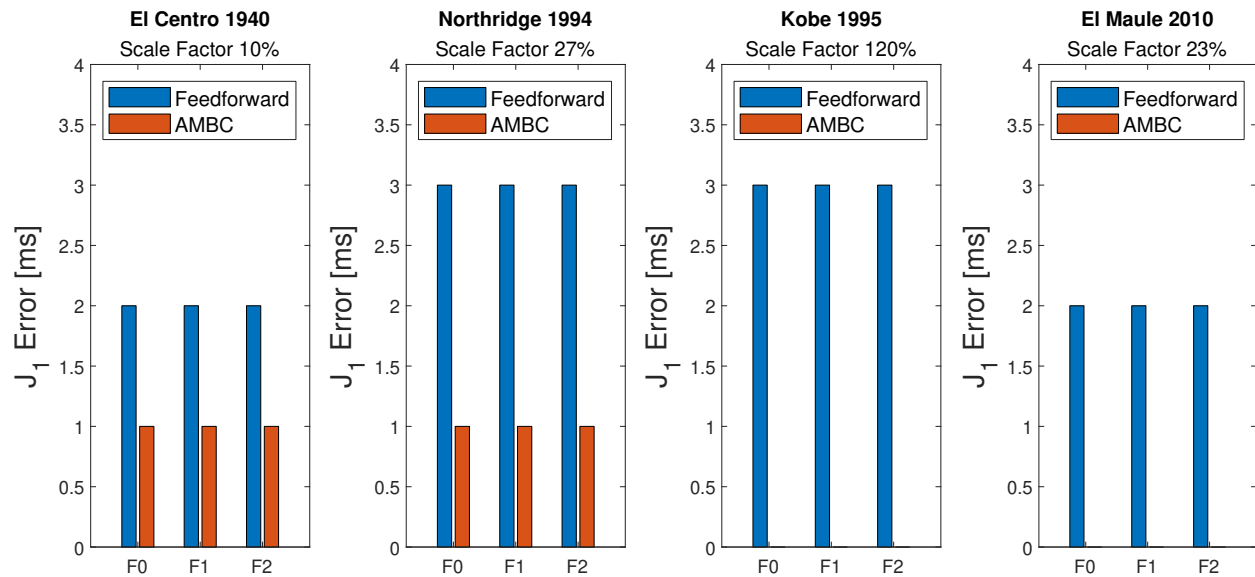 El Centro 1940
Scale Factor 10%
4
3.5
3
2.5
2
1.5
1
0.5
0
J1 Error [ms]
Feedforward
AMBC
F0 F1 F2
Northridge 1994
Scale Factor 27%
4
3.5
3
2.5
2
1.5
1
0.5
0
J1 Error [ms]
Feedforward
AMBC
F0 F1 F2
Kobe 1995
Scale Factor 120%
4
3.5
3
2.5
2
1.5
1
0.5
0
J1 Error [ms]
Feedforward
AMBC
F0 F1 F2
El Maule 2010
Scale Factor 23%
4
3.5
3
2.5
2
1.5
1
0.5
0
J1 Error [ms]
Feedforward
AMBC
F0 F1 F2